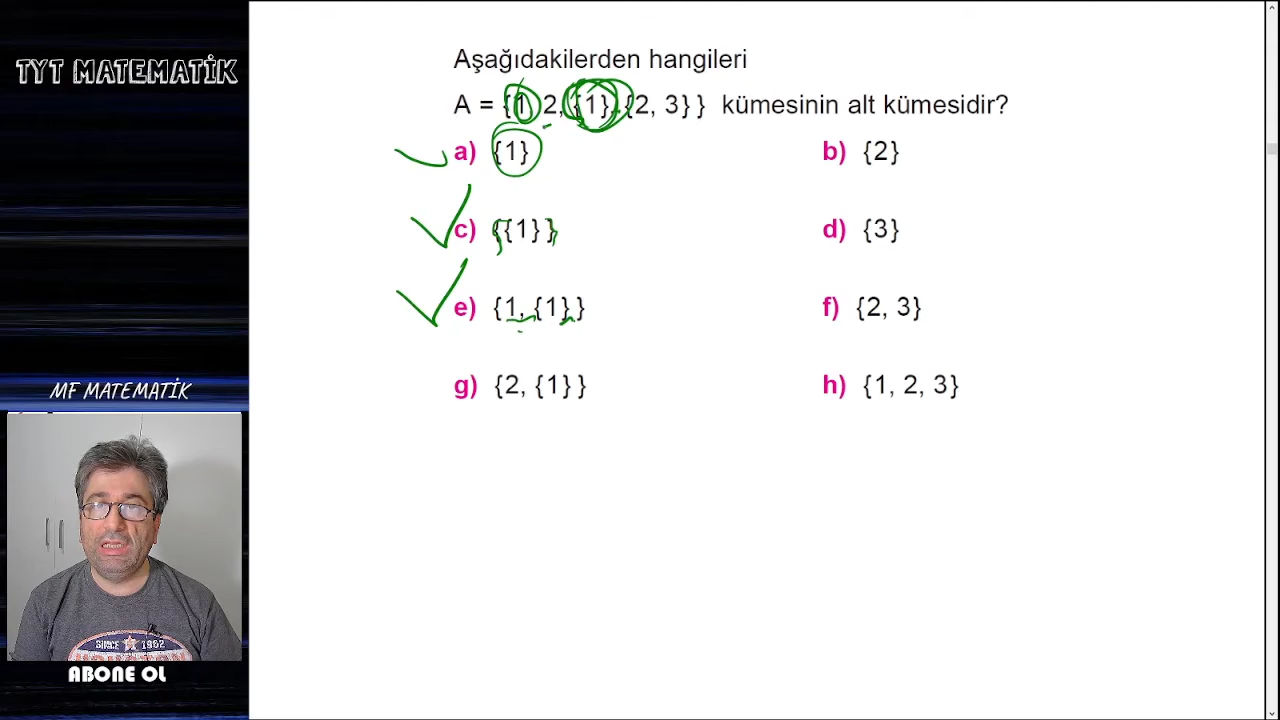 TYT MATEMATİK
Aşağıdakilerden hangileri
A = {1, 2, {1}, {2, 3} } kümesinin alt kümesidir?
a) {1}
b) {2}
c) {{1} }
d) {3}
e) {1, {1} }
f) {2, 3}
g) {2, {1} }
h) {1, 2, 3}
MF MATEMATİK
SINCE 1962
ABONE OL